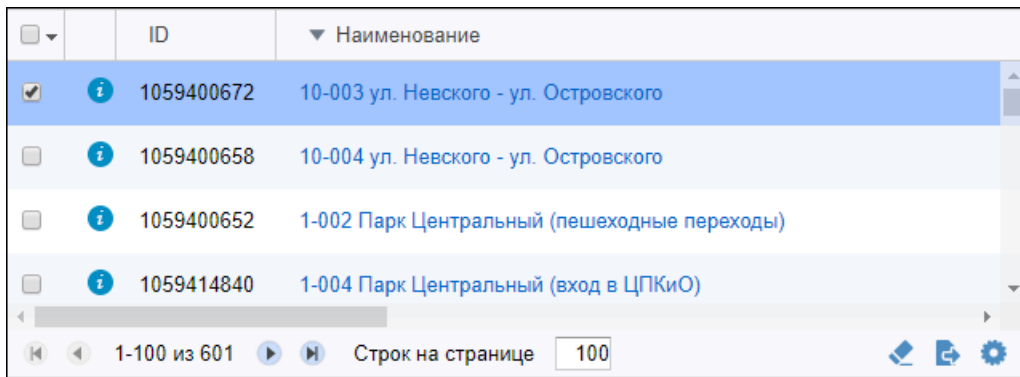 ID Наименование
1059400672 10-003 ул. Невского - ул. Островского
1059400658 10-004 ул. Невского - ул. Островского
1059400652 1-002 Парк Центральный (пешеходные переходы)
1059414840 1-004 Парк Центральный (вход в ЦПКиО)
1-100 из 601 Строк на странице 100